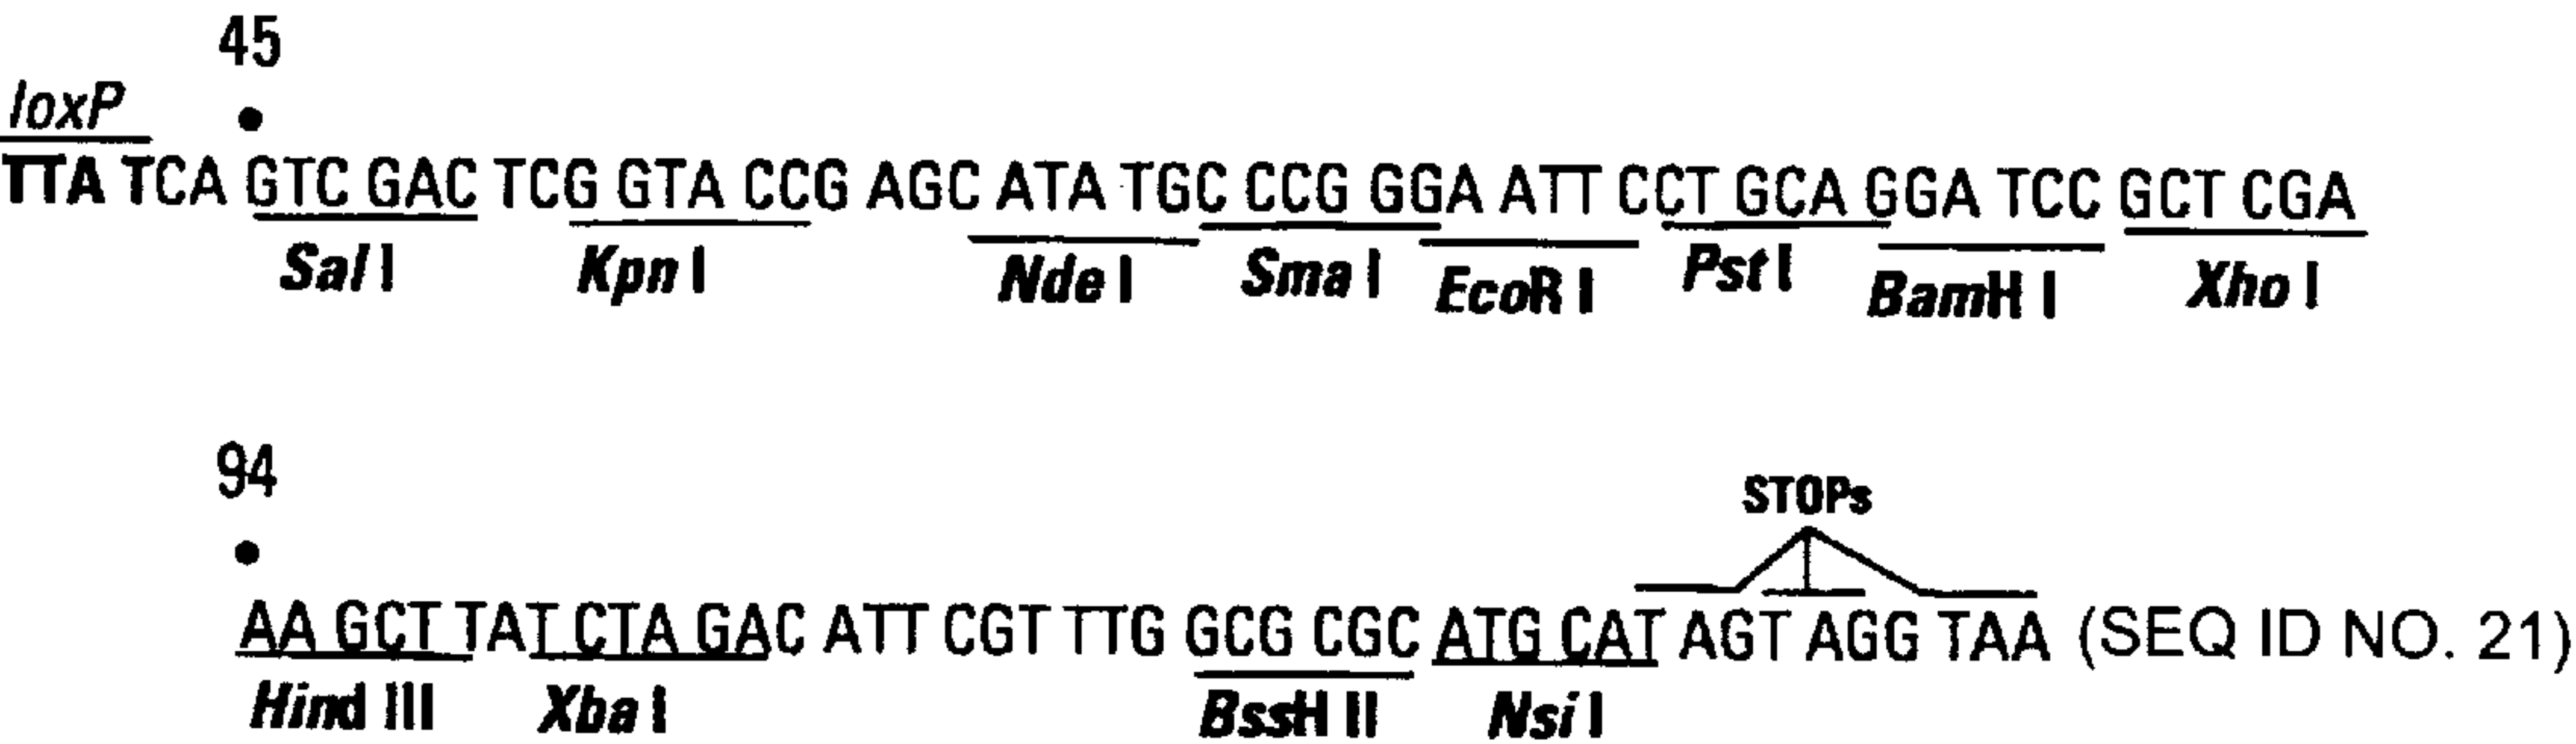 45
loxP
TTA TCA GTC GAC TCG GTA CCG AGC ATA TGC CCG GGA ATT CCT GCA GGA TCC GCT CGA
Sal I Kpn I Nde I Sma I EcoR I Pst I BamH I Xho I
94
STOPs
AA GCT TAT CTA GAC ATT CGT TTG GCG CGC ATG CAT AGT AGG TAA (SEQ ID NO. 21)
Hind III Xba I BssH II Nsi I